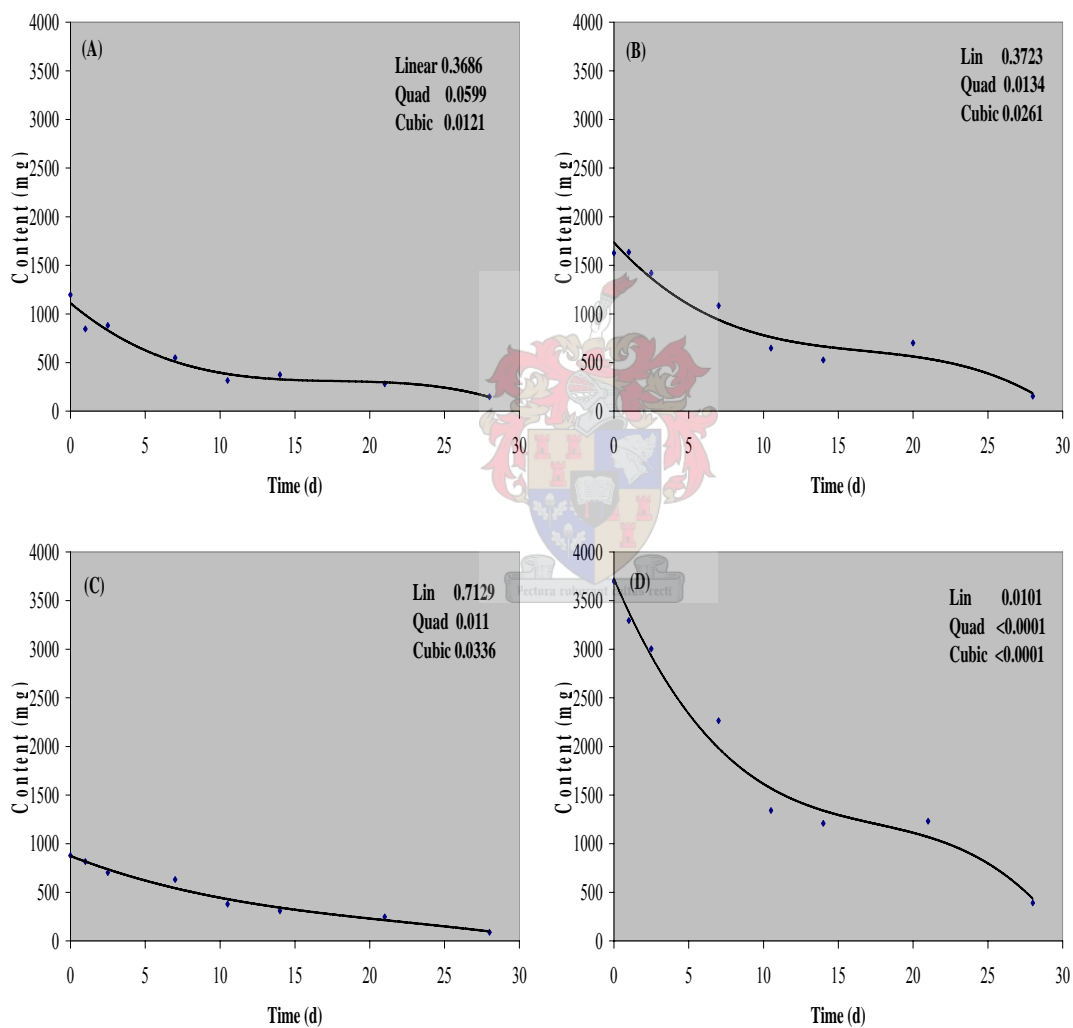 (A)
Linear 0.3686
Quad 0.0599
Cubic 0.0121
4000
3500
3000
2500
2000
1500
1000
500
0
Content (mg)
0 5 10 15 20 25 30
Time (d)
(B)
Lin 0.3723
Quad 0.0134
Cubic 0.0261
4000
3500
3000
2500
2000
1500
1000
500
0
Content (mg)
0 5 10 15 20 25 30
Time (d)
(C)
Lin 0.7129
Quad 0.011
Cubic 0.0336
4000
3500
3000
2500
2000
1500
1000
500
0
Content (mg)
0 5 10 15 20 25 30
Time (d)
(D)
Lin 0.0101
Quad <0.0001
Cubic <0.0001
4000
3500
3000
2500
2000
1500
1000
500
0
Content (mg)
0 5 10 15 20 25 30
Time (d)
Pectora recti